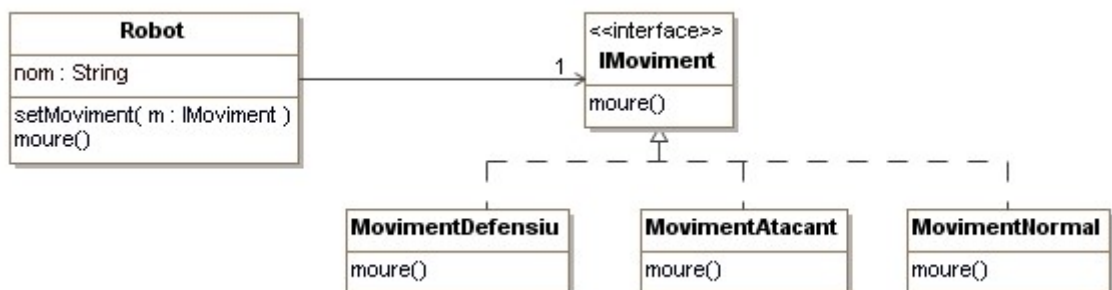 Robot
nom : String
setMoviment( m : IMoviment )
moure()
1
<<interface>>
IMoviment
moure()
MovimentDefensiu
moure()
MovimentAtacant
moure()
MovimentNormal
moure()